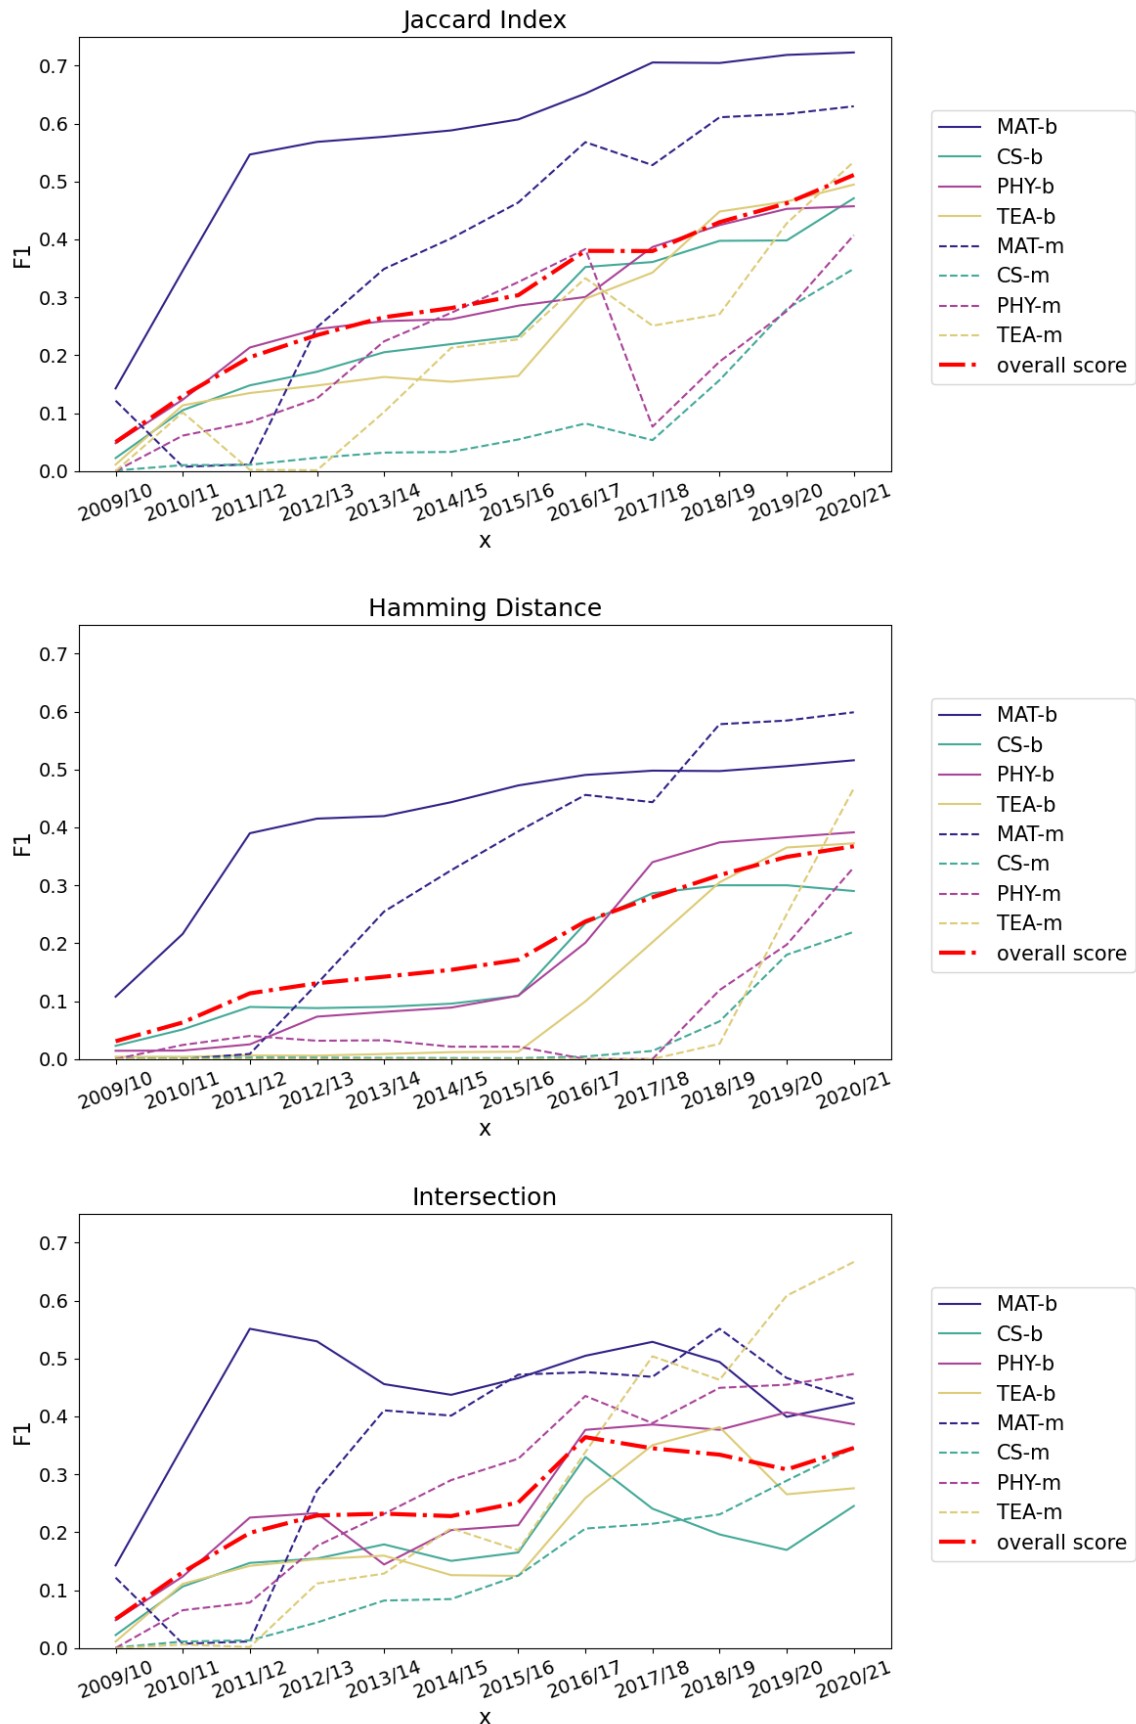 Jaccard Index
F1
0.7
0.6
0.5
0.4
0.3
0.2
0.1
0.0
2009/10 2010/11 2011/12 2012/13 2013/14 2014/15 2015/16 2016/17 2017/18 2018/19 2019/20 2020/21
x
MAT-b
CS-b
PHY-b
TEA-b
MAT-m
CS-m
PHY-m
TEA-m
overall score
Hamming Distance
F1
0.7
0.6
0.5
0.4
0.3
0.2
0.1
0.0
2009/10 2010/11 2011/12 2012/13 2013/14 2014/15 2015/16 2016/17 2017/18 2018/19 2019/20 2020/21
x
MAT-b
CS-b
PHY-b
TEA-b
MAT-m
CS-m
PHY-m
TEA-m
overall score
Intersection
F1
0.7
0.6
0.5
0.4
0.3
0.2
0.1
0.0
2009/10 2010/11 2011/12 2012/13 2013/14 2014/15 2015/16 2016/17 2017/18 2018/19 2019/20 2020/21
x
MAT-b
CS-b
PHY-b
TEA-b
MAT-m
CS-m
PHY-m
TEA-m
overall score